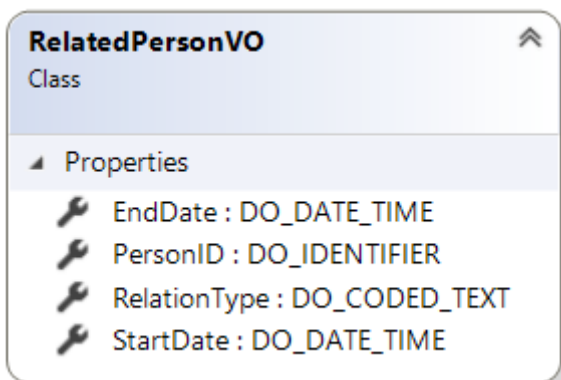 RelatedPersonVO
Class
Properties
EndDate : DO_DATE_TIME
PersonID : DO_IDENTIFIER
RelationType : DO_CODED_TEXT
StartDate : DO_DATE_TIME